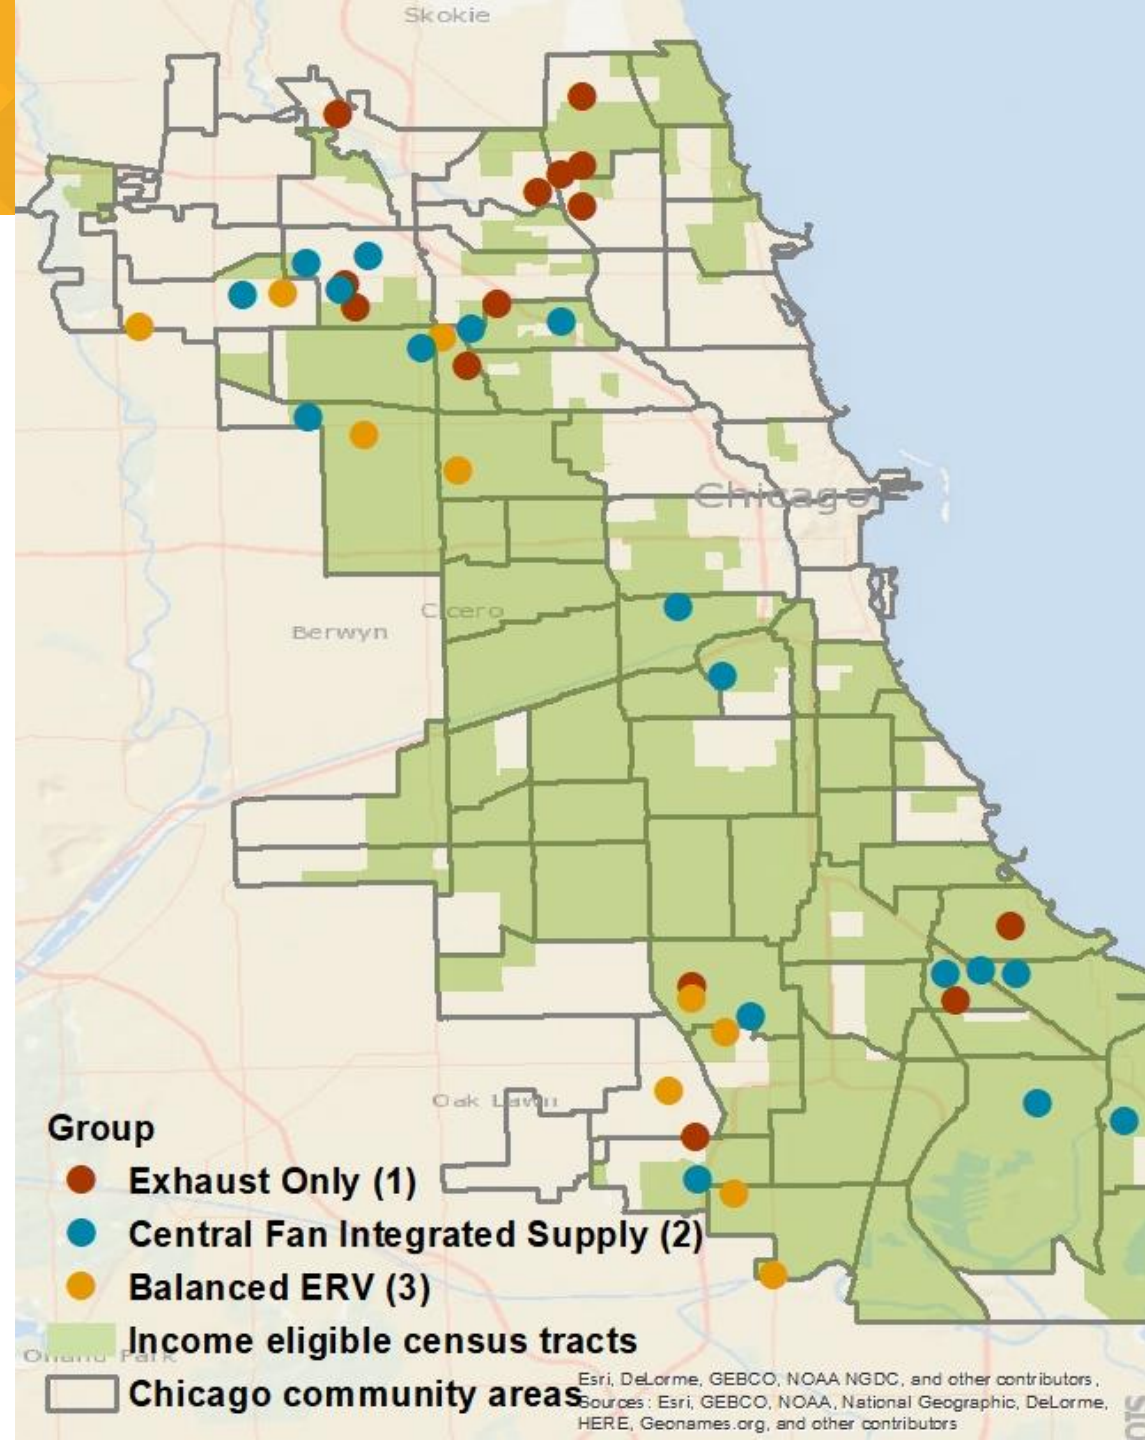 Skokie
Chicago
Cicero
Berwyn
Oak Lawn
Group
Exhaust Only (1)
Central Fan Integrated Supply (2)
Balanced ERV (3)
Income eligible census tracts
Orland Park
Chicago community areas
Esri, DeLorme, GEBCO, NOAA NGDC, and other contributors,
Sources: Esri, GEBCO, NOAA, National Geographic, DeLorme,
HERE, Geonames.org, and other contributors